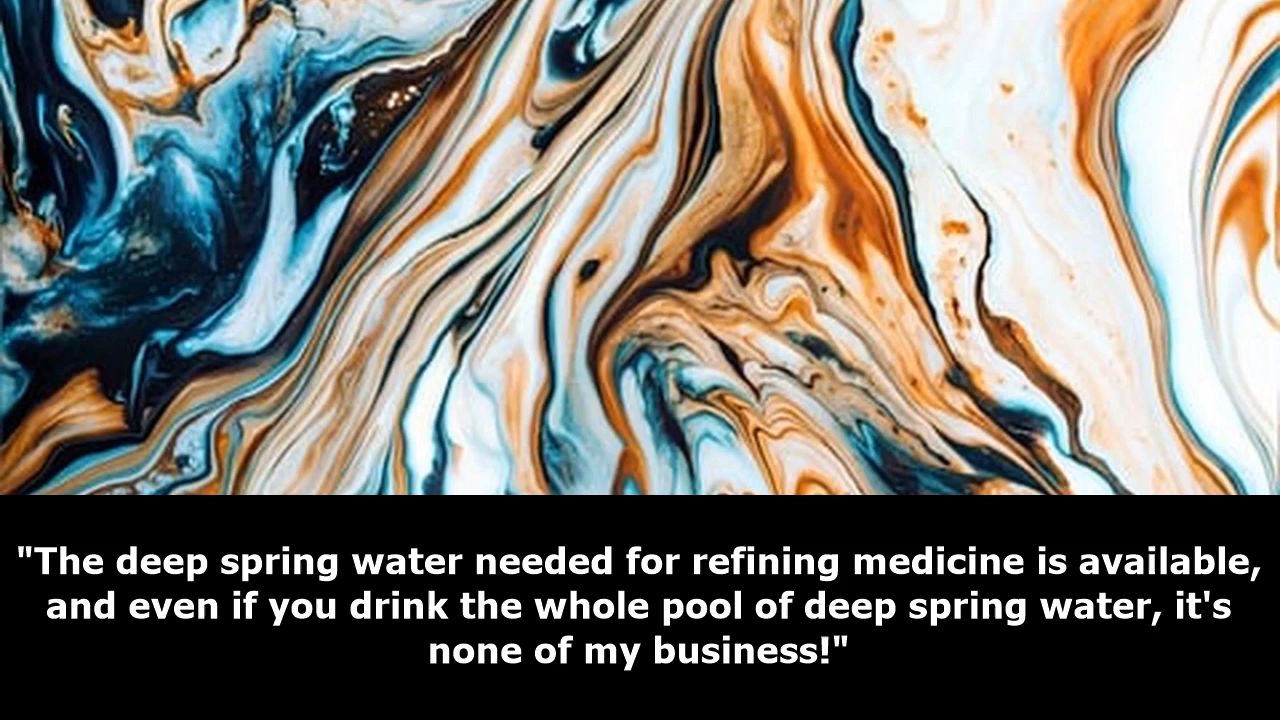 "The deep spring water needed for refining medicine is available,
and even if you drink the whole pool of deep spring water, it's
none of my business!"